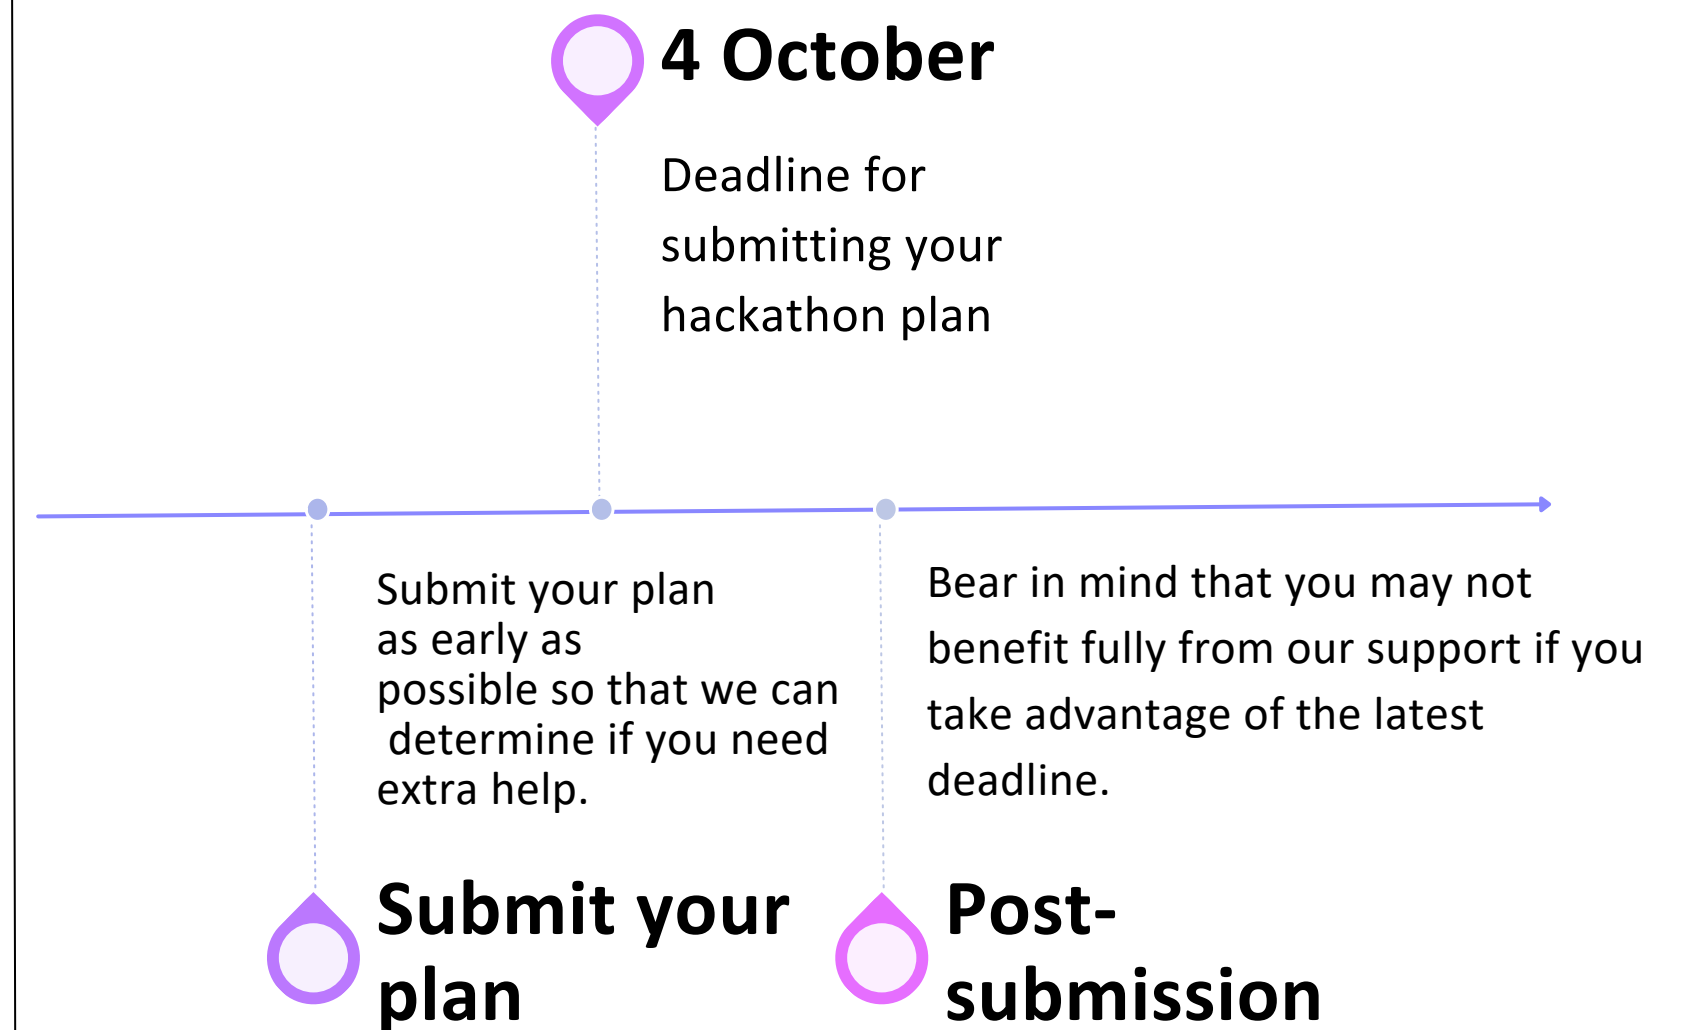 4 October
Deadline for
submitting your
hackathon plan
Submit your plan
as early as
possible so that we can
determine if you need
extra help.
Submit your
plan
Bear in mind that you may not
benefit fully from our support if you
take advantage of the latest
deadline.
Post-
submission